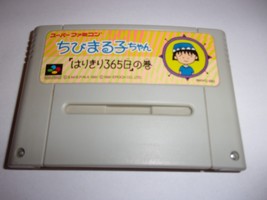 スーパーファミコン
ちびまる子ちゃん
「はりきり365日」の巻